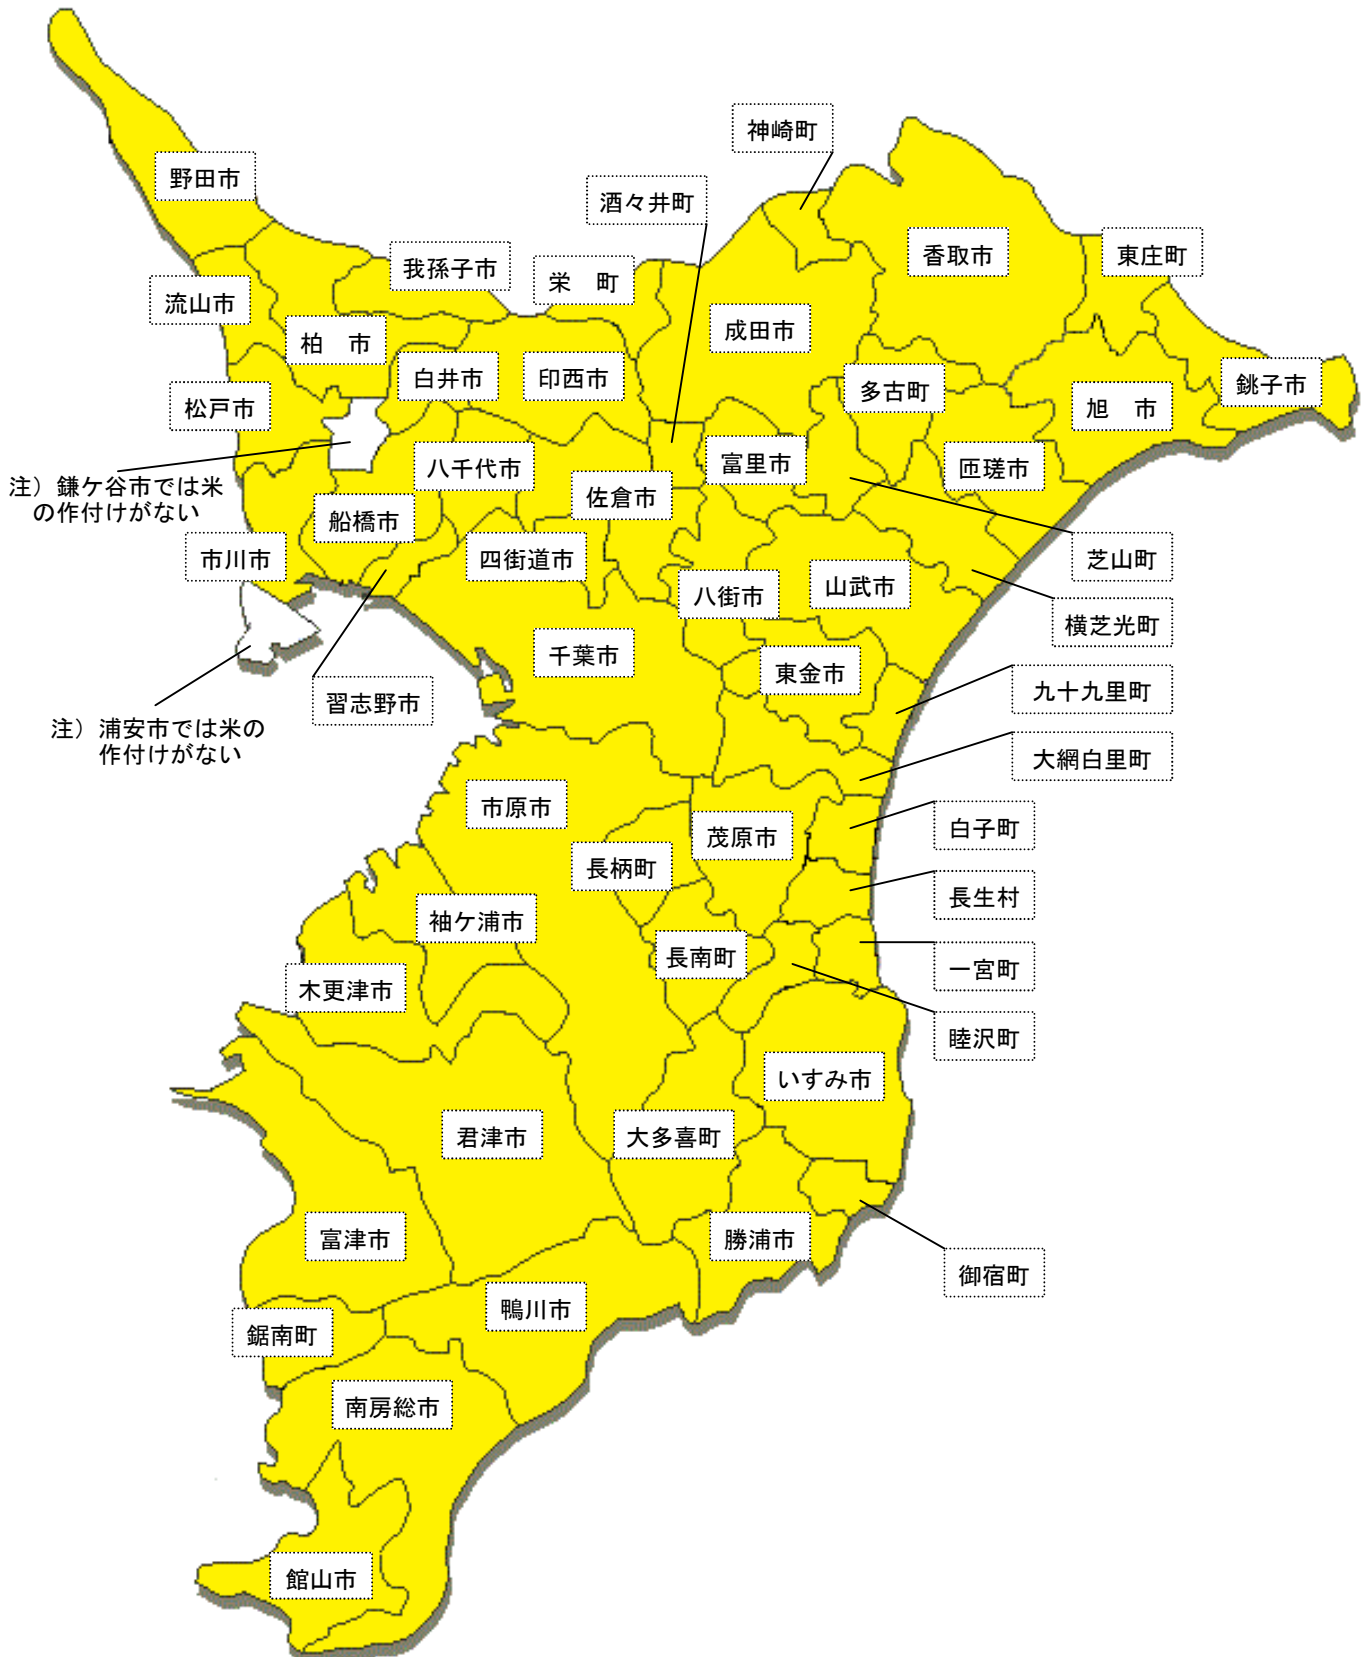 神崎町
野田市
酒々井町
香取市
東庄町
我孫子市
栄　町
流山市
成田市
柏　市
白井市
印西市
多古町
銚子市
松戸市
旭　市
富里市
匝瑳市
八千代市
佐倉市
注）鎌ケ谷市では米
の作付けがない
船橋市
市川市
四街道市
芝山町
八街市
山武市
横芝光町
千葉市
東金市
九十九里町
習志野市
注）浦安市では米の
作付けがない
大網白里町
市原市
白子町
茂原市
長柄町
長生村
袖ケ浦市
長南町
一宮町
木更津市
睦沢町
いすみ市
君津市
大多喜町
富津市
勝浦市
御宿町
鴨川市
鋸南町
南房総市
館山市